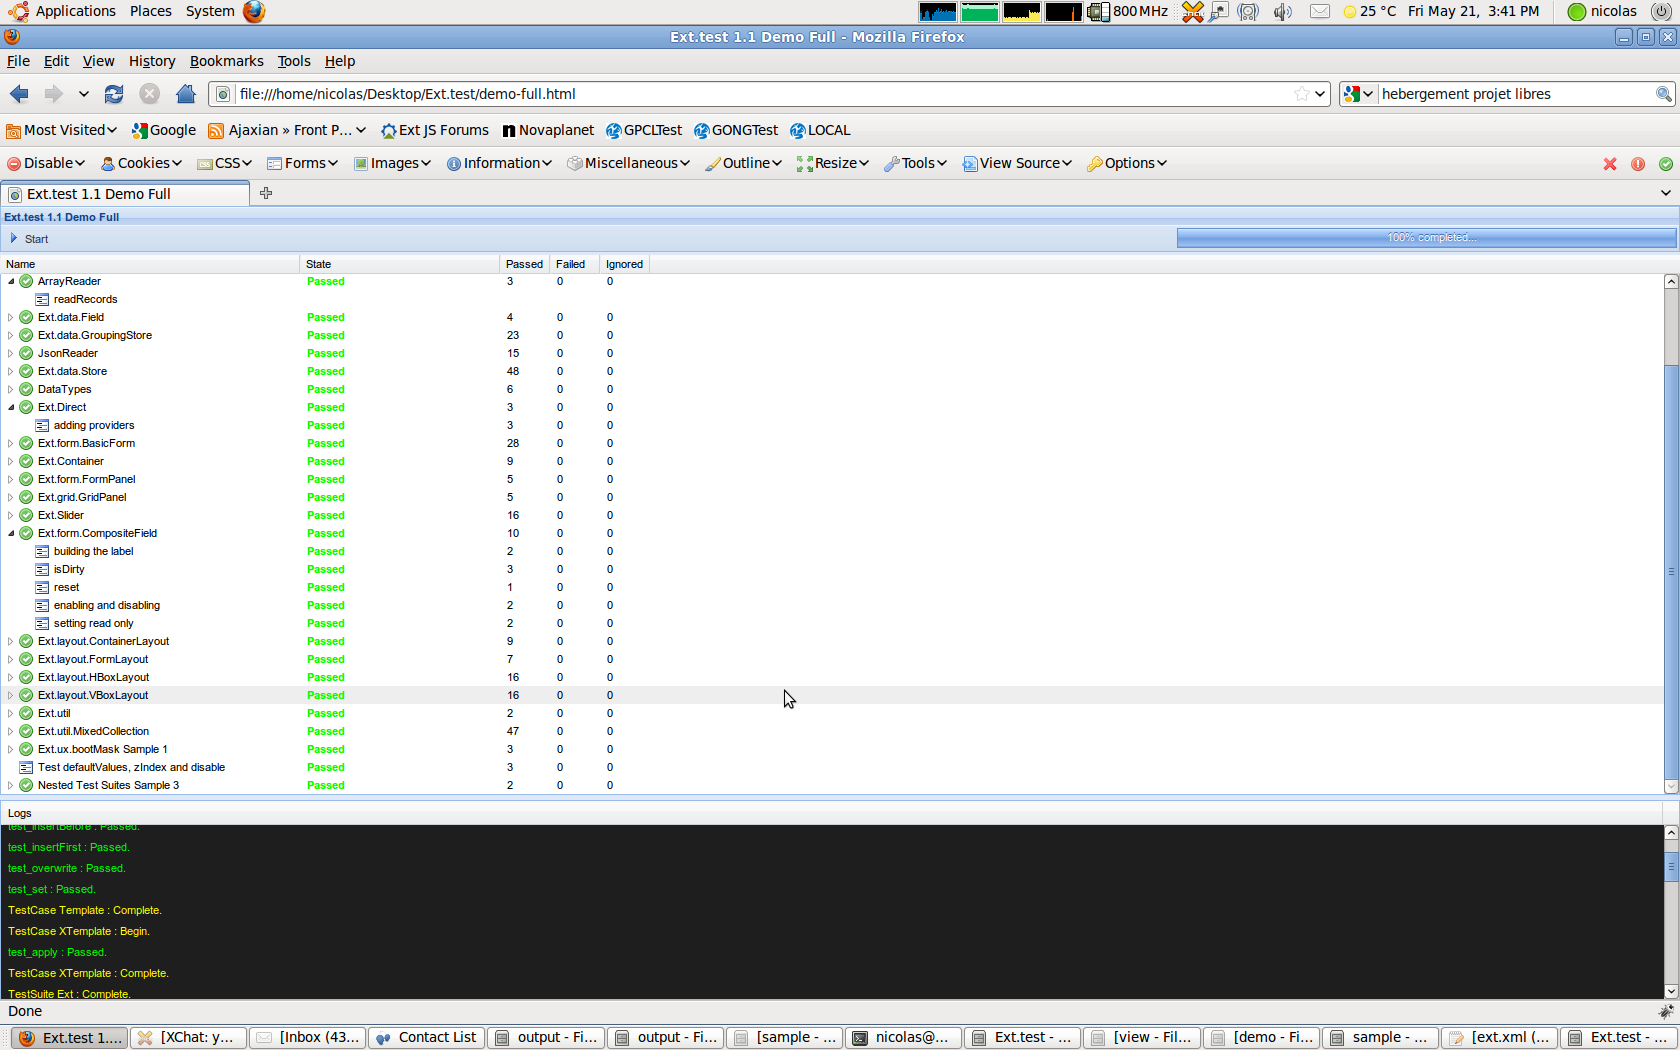 Applications Places System 800 MHz 25 °C Fri May 21, 3:41 PM nicolas
Ext.test 1.1 Demo Full - Mozilla Firefox
File Edit View History Bookmarks Tools Help
file:///home/nicolas/Desktop/Ext.test/demo-full.html hebergement projet libres
Most Visited Google Ajaxian » Front P... Ext JS Forums Novaplanet GPCLTest GONGTest LOCAL
Disable Cookies CSS Forms Images Information Miscellaneous Outline Resize Tools View Source Options
Ext.test 1.1 Demo Full
Ext.test 1.1 Demo Full
Start 100% completed...
Name State Passed Failed Ignored
ArrayReader Passed 3 0 0
readRecords
Ext.data.Field Passed 4 0 0
Ext.data.GroupingStore Passed 23 0 0
JsonReader Passed 15 0 0
Ext.data.Store Passed 48 0 0
DataTypes Passed 6 0 0
Ext.Direct Passed 3 0 0
adding providers Passed 3 0 0
Ext.form.BasicForm Passed 28 0 0
Ext.Container Passed 9 0 0
Ext.form.FormPanel Passed 5 0 0
Ext.grid.GridPanel Passed 5 0 0
Ext.Slider Passed 16 0 0
Ext.form.CompositeField Passed 10 0 0
building the label Passed 2 0 0
isDirty Passed 3 0 0
reset Passed 1 0 0
enabling and disabling Passed 2 0 0
setting read only Passed 2 0 0
Ext.layout.ContainerLayout Passed 9 0 0
Ext.layout.FormLayout Passed 7 0 0
Ext.layout.HBoxLayout Passed 16 0 0
Ext.layout.VBoxLayout Passed 16 0 0
Ext.util Passed 2 0 0
Ext.util.MixedCollection Passed 47 0 0
Ext.ux.bootMask Sample 1 Passed 3 0 0
Test defaultValues, zIndex and disable Passed 3 0 0
Nested Test Suites Sample 3 Passed 2 0 0
Logs
test_insertBefore : Passed.
test_insertFirst : Passed.
test_overwrite : Passed.
test_set : Passed.
TestCase Template : Complete.
TestCase XTemplate : Begin.
test_apply : Passed.
TestCase XTemplate : Complete.
TestSuite Ext : Complete.
Done
Ext.test 1.... [XChat: y... [Inbox (43... Contact List output - Fi... output - Fi... [sample - ... nicolas@... Ext.test - ... [view - Fil... [demo - Fi... sample - ... [ext.xml (... Ext.test - ...